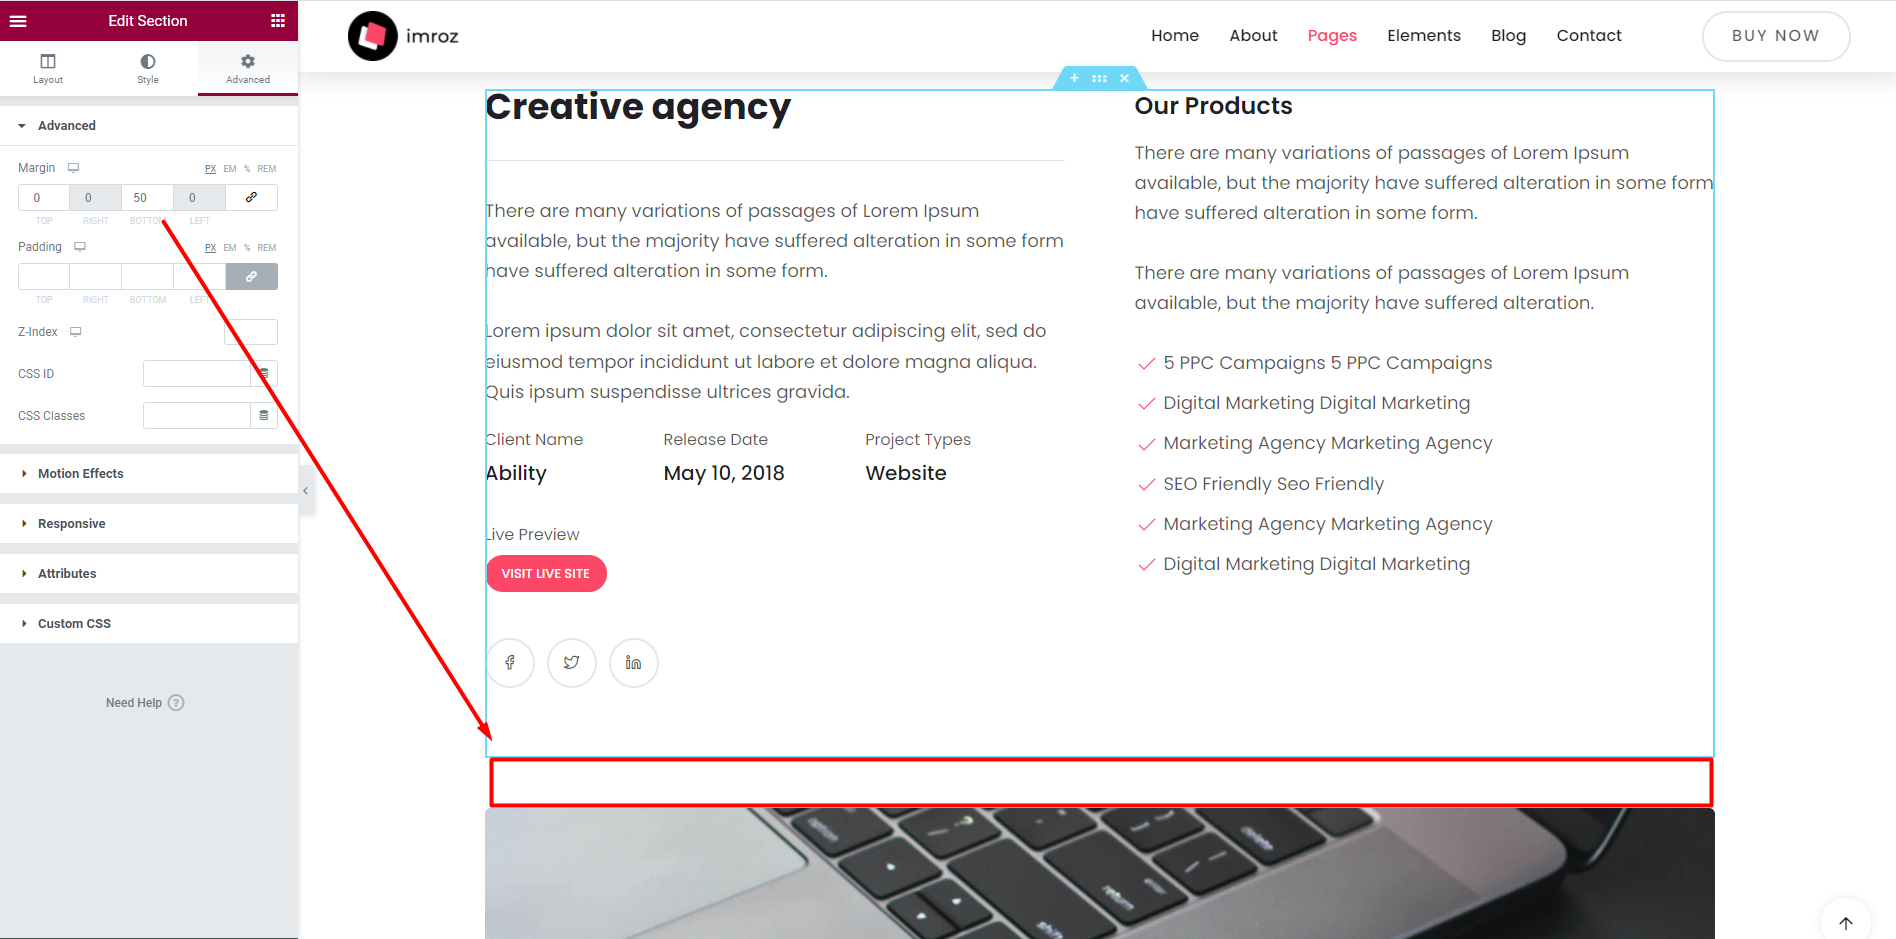 Edit Section
Layout
Style
Advanced
Advanced
Margin
PX EM % REM
0 0 50 0
TOP RIGHT BOTTOM LEFT
Padding
PX EM % REM
TOP RIGHT BOTTOM LEFT
Z-Index
CSS ID
CSS Classes
Motion Effects
Responsive
Attributes
Custom CSS
Need Help ?
imroz
Home About Pages Elements Blog Contact
BUY NOW
Creative agency
There are many variations of passages of Lorem Ipsum
available, but the majority have suffered alteration in some form
have suffered alteration in some form.
Lorem ipsum dolor sit amet, consectetur adipiscing elit, sed do
eiusmod tempor incididunt ut labore et dolore magna aliqua.
Quis ipsum suspendisse ultrices gravida.
Client Name Release Date Project Types
Ability May 10, 2018 Website
Live Preview
VISIT LIVE SITE
Our Products
There are many variations of passages of Lorem Ipsum
available, but the majority have suffered alteration in some form
have suffered alteration in some form.
There are many variations of passages of Lorem Ipsum
available, but the majority have suffered alteration.
5 PPC Campaigns 5 PPC Campaigns
Digital Marketing Digital Marketing
Marketing Agency Marketing Agency
SEO Friendly Seo Friendly
Marketing Agency Marketing Agency
Digital Marketing Digital Marketing
option
delete
enter
return
shift